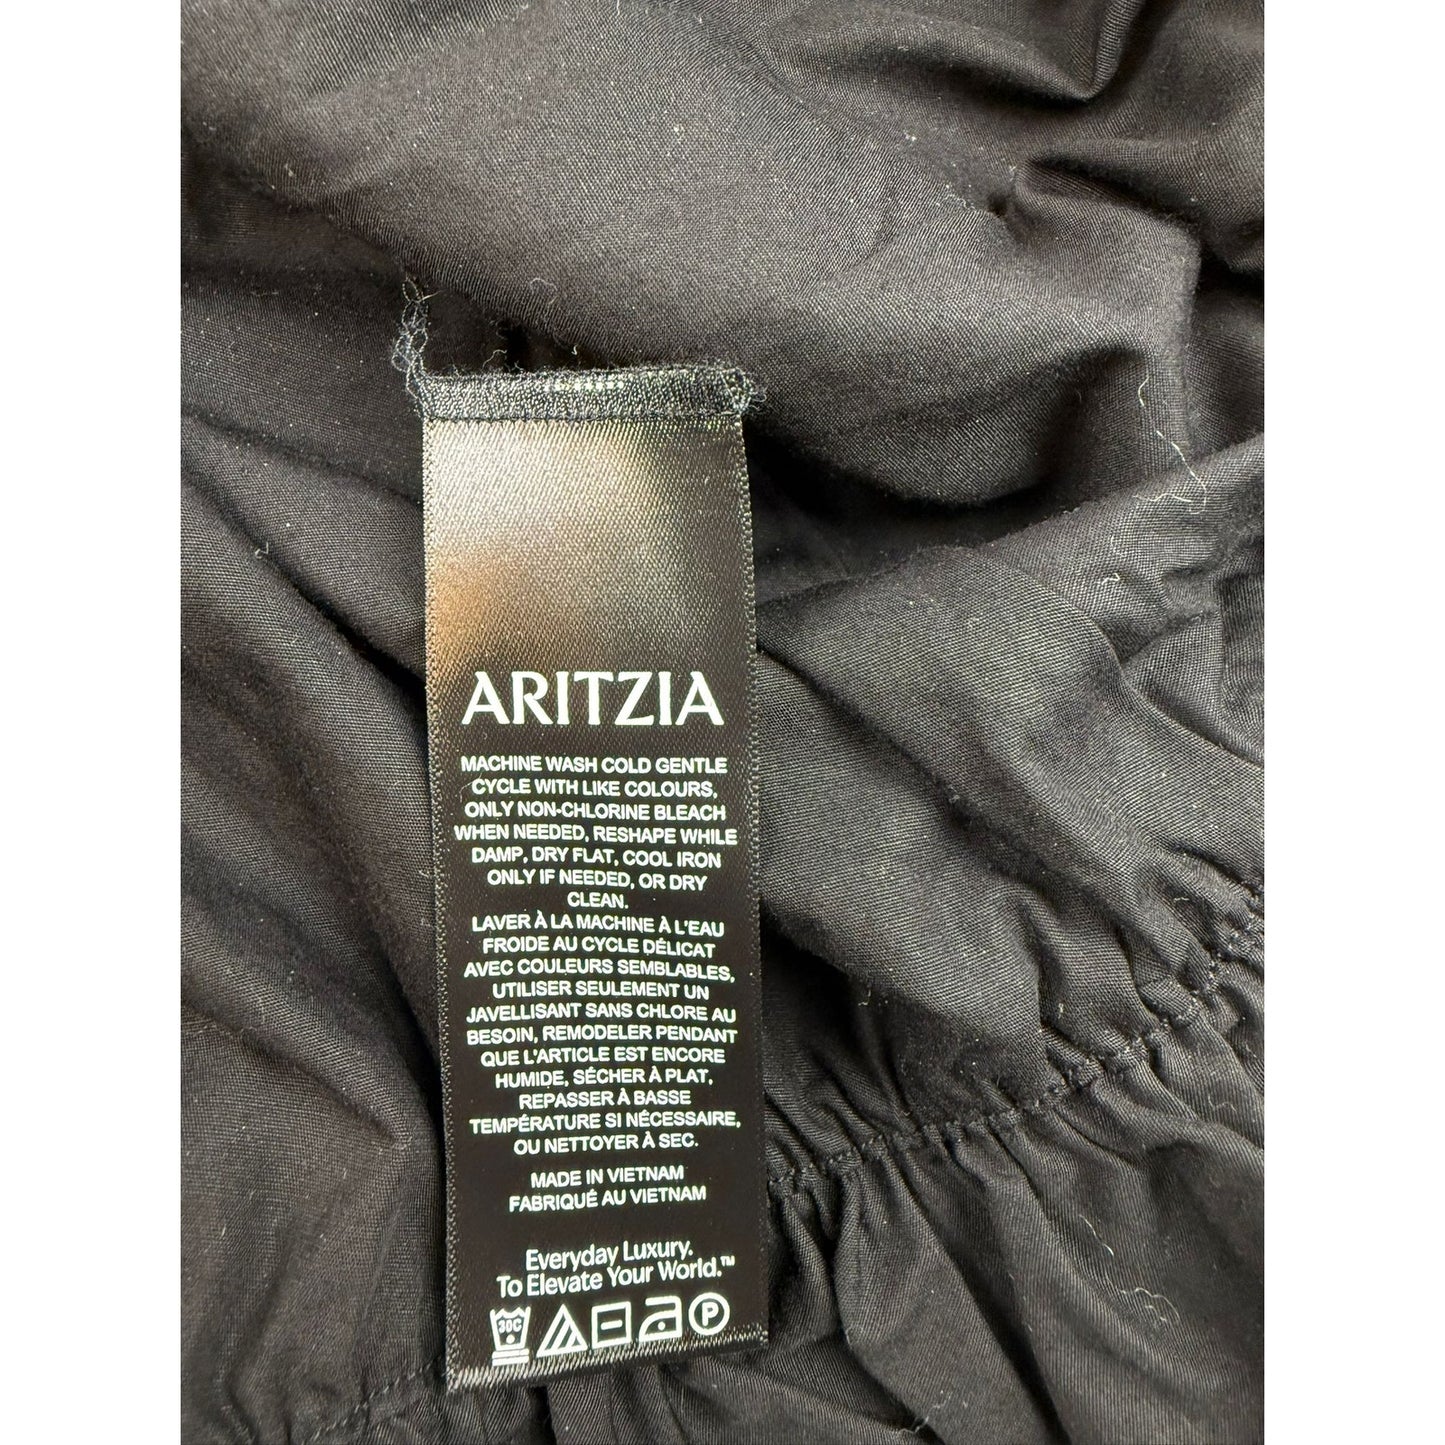 ARITZIA
MACHINE WASH COLD GENTLE
CYCLE WITH LIKE COLOURS,
ONLY NON-CHLORINE BLEACH
WHEN NEEDED, RESHAPE WHILE
DAMP, DRY FLAT, COOL IRON
ONLY IF NEEDED, OR DRY
CLEAN.
LAVER À LA MACHINE À L'EAU
FROIDE AU CYCLE DÉLICAT
AVEC COULEURS SEMBLABLES,
UTILISER SEULEMENT UN
JAVELLISANT SANS CHLORE AU
BESOIN, REMODELER PENDANT
QUE L'ARTICLE EST ENCORE
HUMIDE, SÉCHER À PLAT,
REPASSER À BASSE
TEMPÉRATURE SI NÉCESSAIRE,
OU NETTOYER À SEC.
MADE IN VIETNAM
FABRIQUÉ AU VIETNAM
Everyday Luxury.
To Elevate Your World.™
30C P